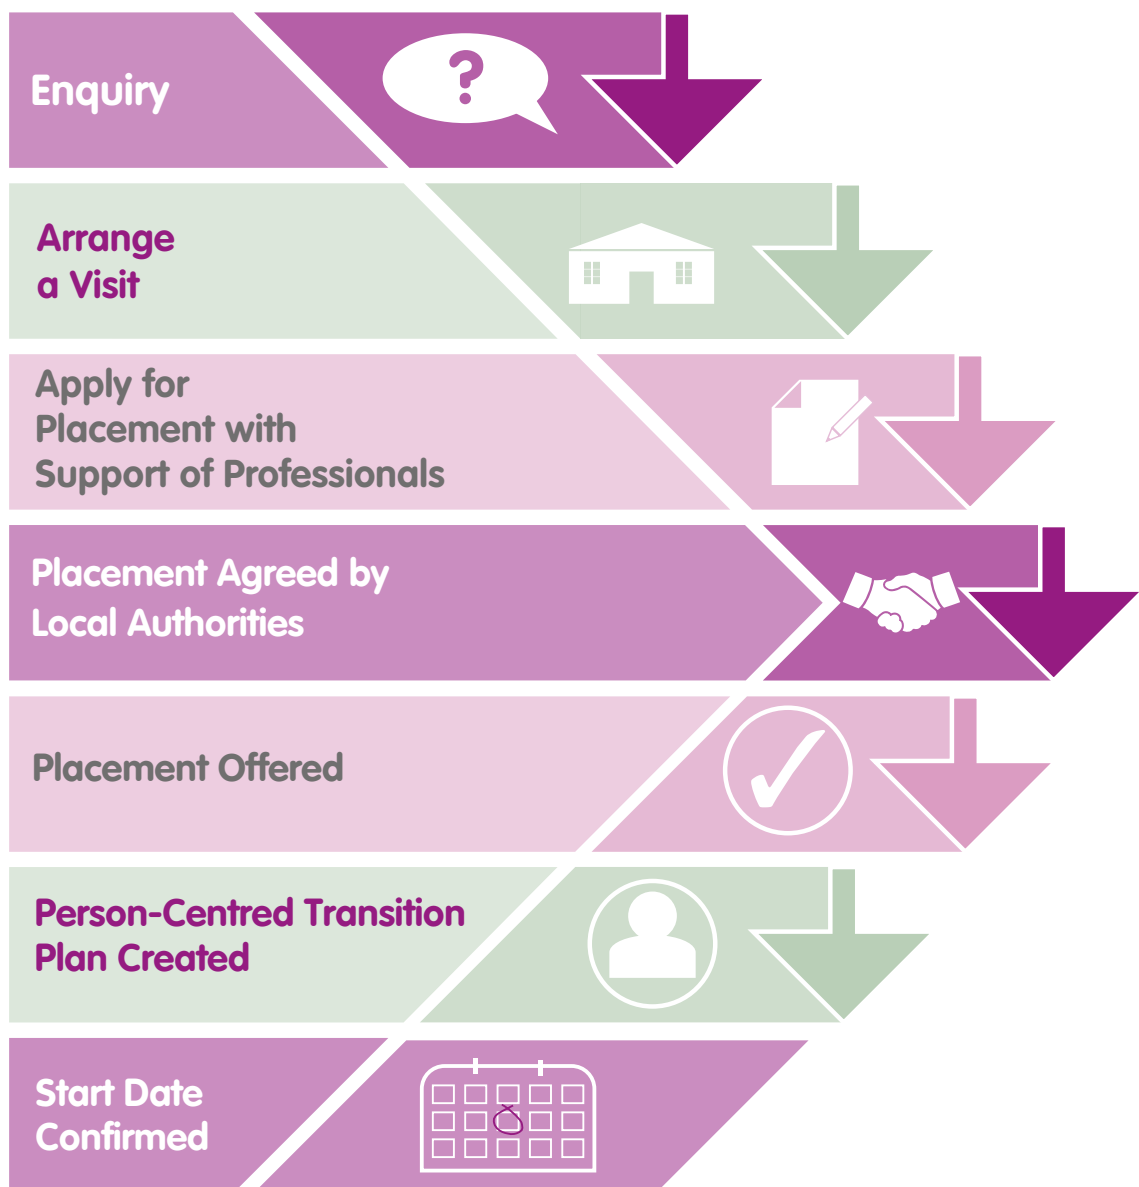 Enquiry
?
Arrange
a Visit
Apply for
Placement with
Support of Professionals
Placement Agreed by
Local Authorities
Placement Offered
Person-Centred Transition
Plan Created
Start Date
Confirmed